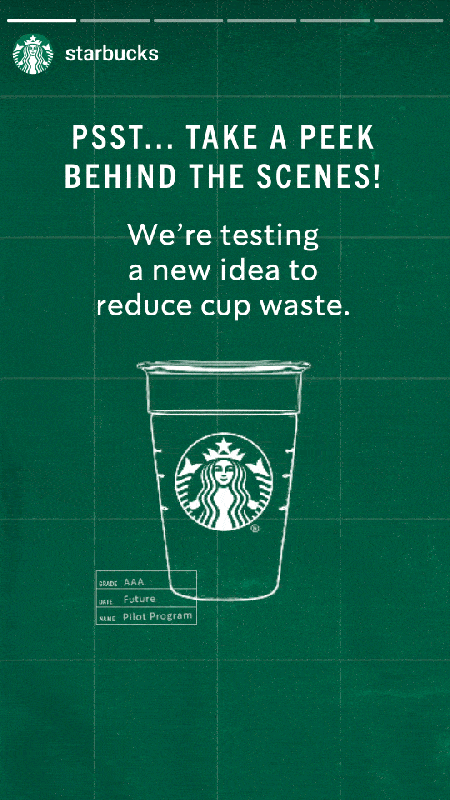 starbucks
PSST... TAKE A PEEK
BEHIND THE SCENES!
We're testing
a new idea to
reduce cup waste.
®
GRADE AAA
DATE Future
NAME Pilot Program